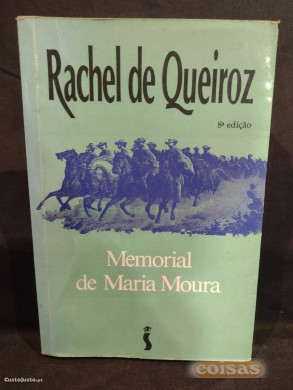 Rachel de Queiroz
8ª edição
Memorial
de Maria Moura
coisas
CustoJusto.pt